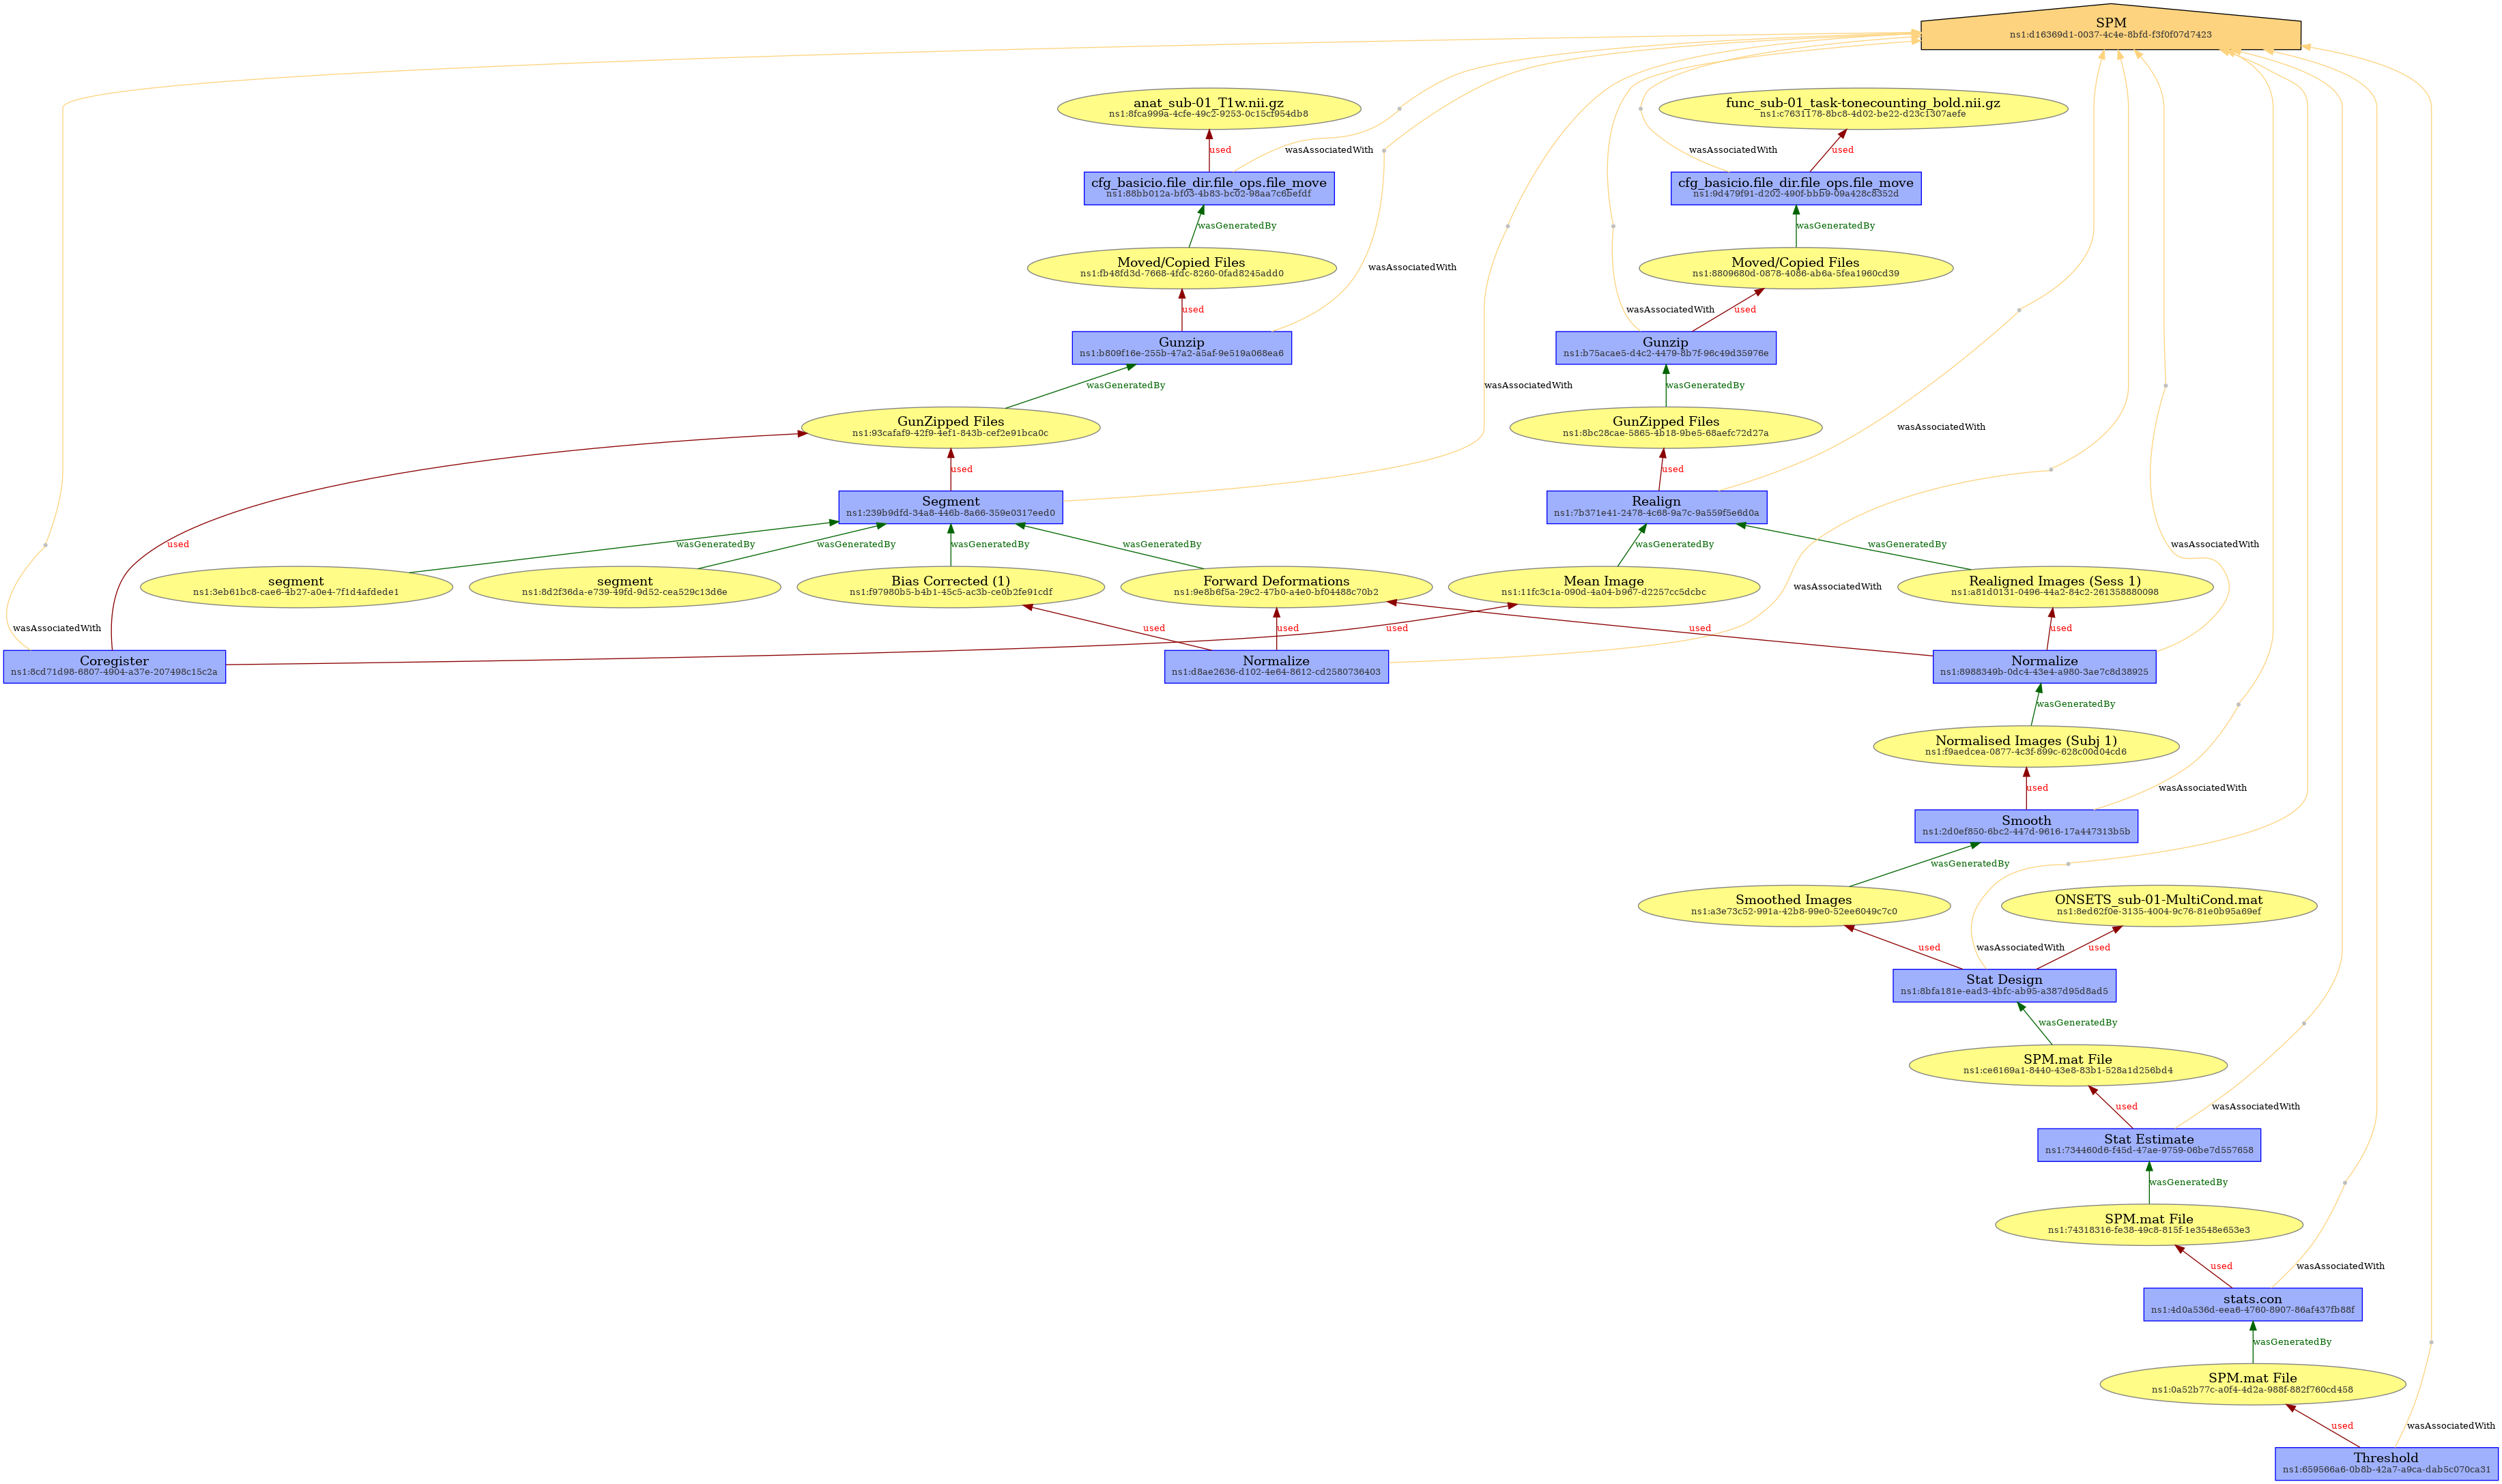 SPM
ns1:d16369d1-0037-4c4e-8bfd-f3f0f07d7423
anat_sub-01_T1w.nii.gz
ns1:8fca999a-4cfe-49c2-9253-0c15cf954db8
func_sub-01_task-tonecounting_bold.nii.gz
ns1:c7631178-8bc8-4d02-be22-d23c1307aefe
used
wasAssociatedWith
wasAssociatedWith
used
cfg_basicio.file_dir.file_ops.file_move
ns1:88bb012a-bf03-4b83-bc02-98aa7c6befdf
cfg_basicio.file_dir.file_ops.file_move
ns1:9d479f91-d202-490f-bbb9-09a428c8352d
wasGeneratedBy
wasGeneratedBy
Moved/Copied Files
ns1:fb48fd3d-7668-4fdc-8260-0fad8245add0
wasAssociatedWith
Moved/Copied Files
ns1:8809680d-0878-4086-ab6a-5fea1960cd39
used
wasAssociatedWith
used
Gunzip
ns1:b809f16e-255b-47a2-a5af-9e519a068ea6
Gunzip
ns1:b75acae5-d4c2-4479-8b7f-96c49d35976e
wasGeneratedBy
wasAssociatedWith
wasGeneratedBy
GunZipped Files
ns1:93cafaf9-42f9-4ef1-843b-cef2e91bca0c
GunZipped Files
ns1:8bc28cae-5865-4b18-9be5-68aefc72d27a
wasAssociatedWith
used
used
Segment
ns1:239b9dfd-34a8-446b-8a66-359e0317eed0
Realign
ns1:7b371e41-2478-4c68-9a7c-9a559f5e6d0a
used
wasGeneratedBy
wasGeneratedBy
wasGeneratedBy
wasGeneratedBy
wasGeneratedBy
wasGeneratedBy
wasAssociatedWith
segment
ns1:3eb61bc8-cae6-4b27-a0e4-7f1d4afdede1
segment
ns1:8d2f36da-e739-49fd-9d52-cea529c13d6e
Bias Corrected (1)
ns1:f97980b5-b4b1-45c5-ac3b-ce0b2fe91cdf
Forward Deformations
ns1:9e8b6f5a-29c2-47b0-a4e0-bf04488c70b2
Mean Image
ns1:11fc3c1a-090d-4a04-b967-d2257cc5dcbc
wasAssociatedWith
Realigned Images (Sess 1)
ns1:a81d0131-0496-44a2-84c2-261358880098
wasAssociatedWith
used
used
used
used
used
Coregister
ns1:8cd71d98-6807-4904-a37e-207498c15c2a
Normalize
ns1:d8ae2636-d102-4e64-8612-cd2580736403
Normalize
ns1:8988349b-0dc4-43e4-a980-3ae7c8d38925
wasGeneratedBy
Normalised Images (Subj 1)
ns1:f9aedcea-0877-4c3f-899c-628c00d04cd6
used
wasAssociatedWith
Smooth
ns1:2d0ef850-6bc2-447d-9616-17a447313b5b
wasGeneratedBy
Smoothed Images
ns1:a3e73c52-991a-42b8-99e0-52ee6049c7c0
ONSETS_sub-01-MultiCond.mat
ns1:8ed62f0e-3135-4004-9c76-81e0b95a69ef
used
wasAssociatedWith
used
Stat Design
ns1:8bfa181e-ead3-4bfc-ab95-a387d95d8ad5
wasGeneratedBy
SPM.mat File
ns1:ce6169a1-8440-43e8-83b1-528a1d256bd4
used
wasAssociatedWith
Stat Estimate
ns1:734460d6-f45d-47ae-9759-06be7d557658
wasGeneratedBy
SPM.mat File
ns1:74318316-fe38-49c8-815f-1e3548e653e3
used
wasAssociatedWith
stats.con
ns1:4d0a536d-eea6-4760-8907-86af437fb88f
wasGeneratedBy
SPM.mat File
ns1:0a52b77c-a0f4-4d2a-988f-882f760cd458
used
wasAssociatedWith
Threshold
ns1:659566a6-0b8b-42a7-a9ca-dab5c070ca31